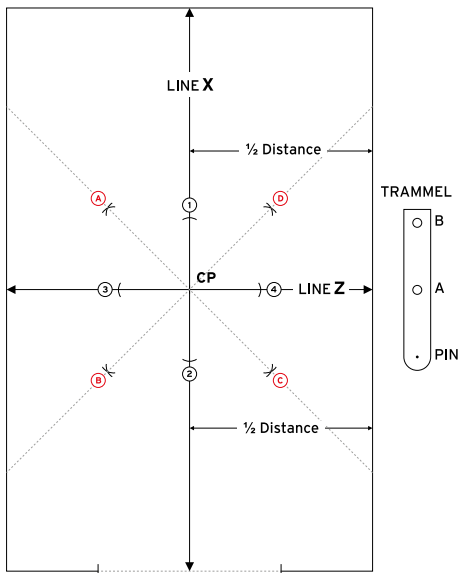 LINE X
½ Distance
TRAMMEL
A
D
1
B
CP
3
4
LINE Z
A
B
2
C
PIN
½ Distance